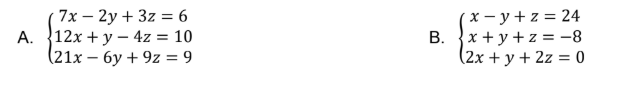 7x − 2y + 3z = 6
A. 12x + y − 4z = 10
21x − 6y + 9z = 9
x − y + z = 24
B. x + y + z = −8
2x + y + 2z = 0